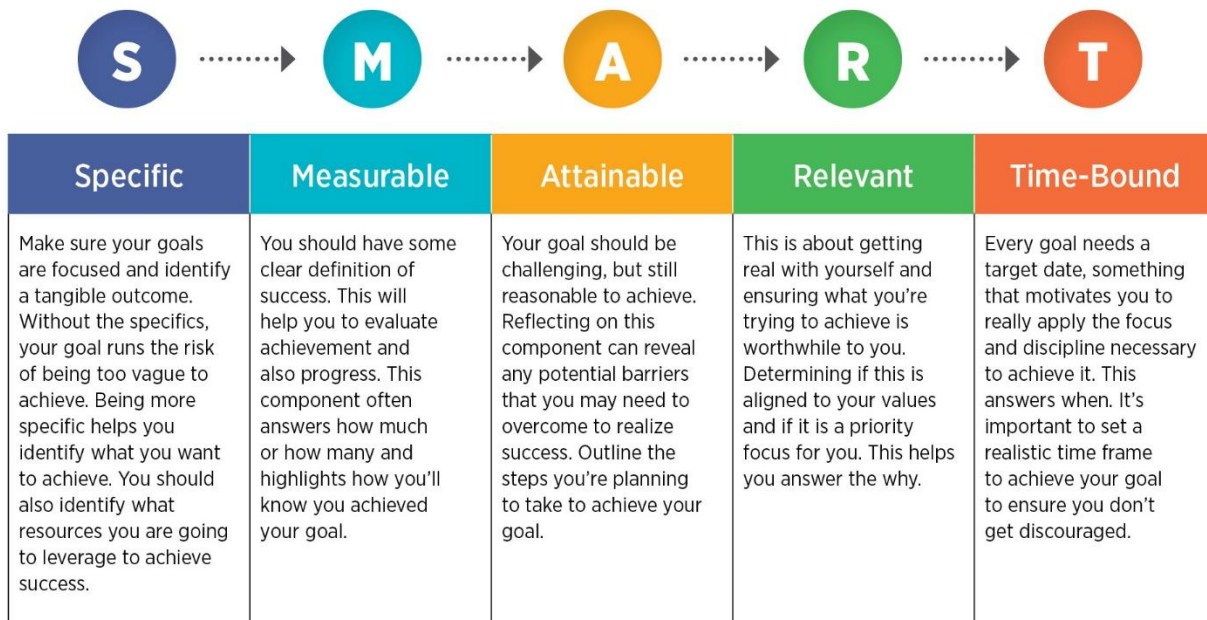 S
M
A
R
T
Specific
Measurable
Attainable
Relevant
Time-Bound
Make sure your goals
are focused and identify
a tangible outcome.
Without the specifics,
your goal runs the risk
of being too vague to
achieve. Being more
specific helps you
identify what you want
to achieve. You should
also identify what
resources you are going
to leverage to achieve
success.
You should have some
clear definition of
success. This will
help you to evaluate
achievement and
also progress. This
component often
answers how much
or how many and
highlights how you’ll
know you achieved
your goal.
Your goal should be
challenging, but still
reasonable to achieve.
Reflecting on this
component can reveal
any potential barriers
that you may need to
overcome to realize
success. Outline the
steps you’re planning
to take to achieve your
goal.
This is about getting
real with yourself and
ensuring what you’re
trying to achieve is
worthwhile to you.
Determining if this is
aligned to your values
and if it is a priority
focus for you. This helps
you answer the why.
Every goal needs a
target date, something
that motivates you to
really apply the focus
and discipline necessary
to achieve it. This
answers when. It’s
important to set a
realistic time frame
to achieve your goal
to ensure you don’t
get discouraged.